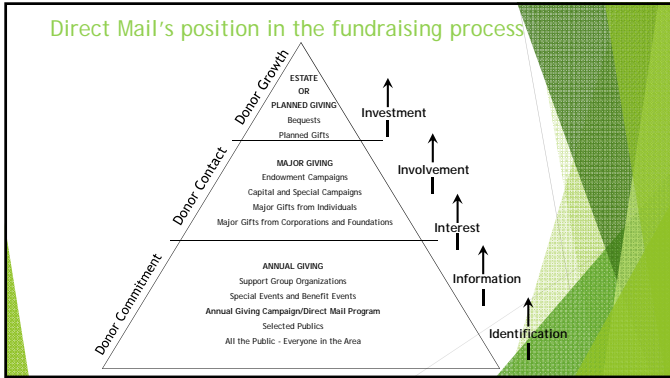 Direct Mail's position in the fundraising process
Donor Growth
ESTATE
OR
PLANNED GIVING
Bequests
Planned Gifts
Investment
Donor Contact
MAJOR GIVING
Endowment Campaigns
Capital and Special Campaigns
Major Gifts from Individuals
Major Gifts from Corporations and Foundations
Involvement
Interest
Donor Commitment
ANNUAL GIVING
Support Group Organizations
Special Events and Benefit Events
Annual Giving Campaign/Direct Mail Program
Selected Publics
All the Public - Everyone in the Area
Information
Identification